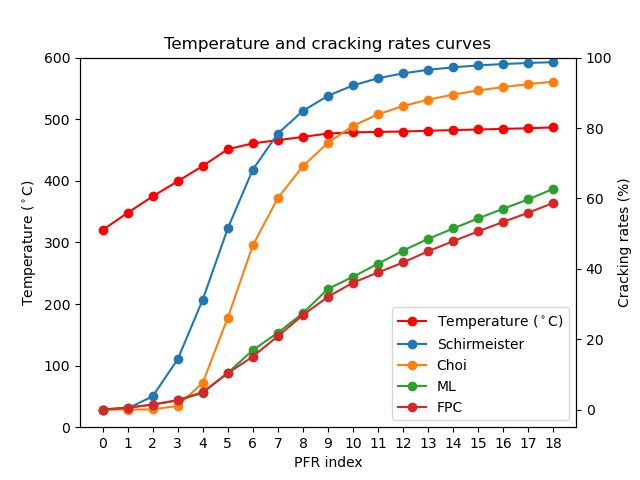 Temperature and cracking rates curves
600
500
400
300
200
100
0
Temperature (°C)
100
80
60
40
20
0
Cracking rates (%)
Temperature (°C)
Schirmeister
Choi
ML
FPC
0 1 2 3 4 5 6 7 8 9 10 11 12 13 14 15 16 17 18
PFR index